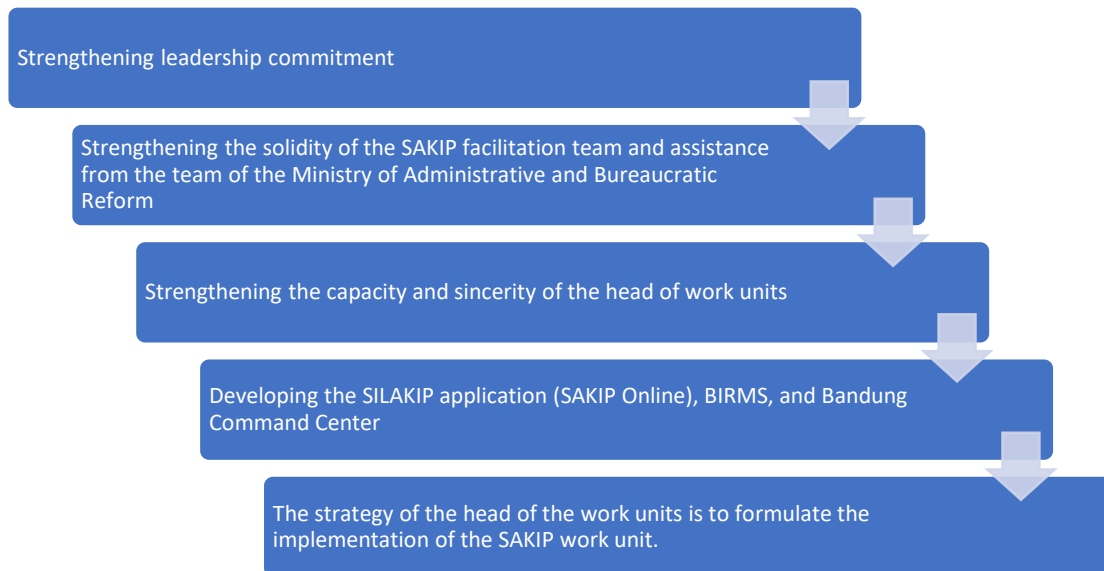 Strengthening leadership commitment
Strengthening the solidity of the SAKIP facilitation team and assistance
from the team of the Ministry of Administrative and Bureaucratic
Reform
Strengthening the capacity and sincerity of the head of work units
Developing the SILAKIP application (SAKIP Online), BIRMS, and Bandung
Command Center
The strategy of the head of the work units is to formulate the
implementation of the SAKIP work unit.